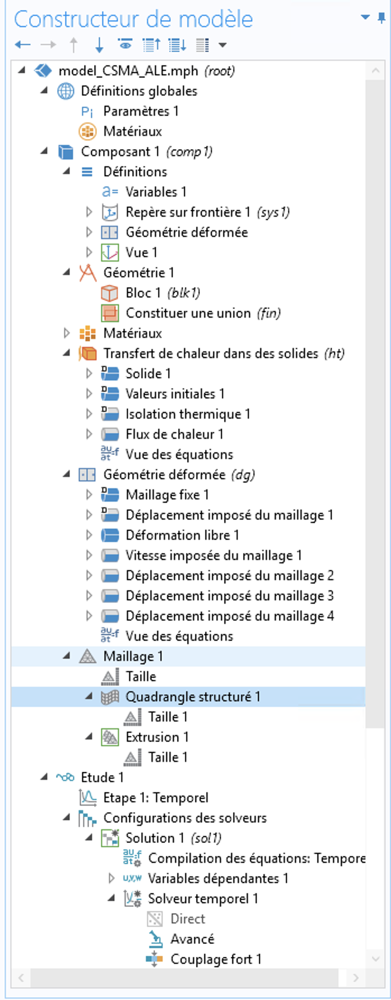 Constructeur de modèle
model_CSMA_ALE.mph (root)
Définitions globales
Pi Paramètres 1
Matériaux
Composant 1 (comp1)
Définitions
a= Variables 1
Repère sur frontière 1 (sys1)
Géométrie déformée
Vue 1
Géométrie 1
Bloc 1 (blk1)
Constituer une union (fin)
Matériaux
Transfert de chaleur dans des solides (ht)
D Solide 1
D Valeurs initiales 1
D Isolation thermique 1
Flux de chaleur 1
au=f at Vue des équations
Géométrie déformée (dg)
D Maillage fixe 1
D Déplacement imposé du maillage 1
Déformation libre 1
Vitesse imposée du maillage 1
Déplacement imposé du maillage 2
Déplacement imposé du maillage 3
Déplacement imposé du maillage 4
au=f at Vue des équations
Maillage 1
Taille
Quadrangle structuré 1
Taille 1
Extrusion 1
Taille 1
Etude 1
Etape 1: Temporel
Configurations des solveurs
Solution 1 (sol1)
au=f at Compilation des équations: Tempore
u,v,w Variables dépendantes 1
Solveur temporel 1
Direct
Avancé
Couplage fort 1